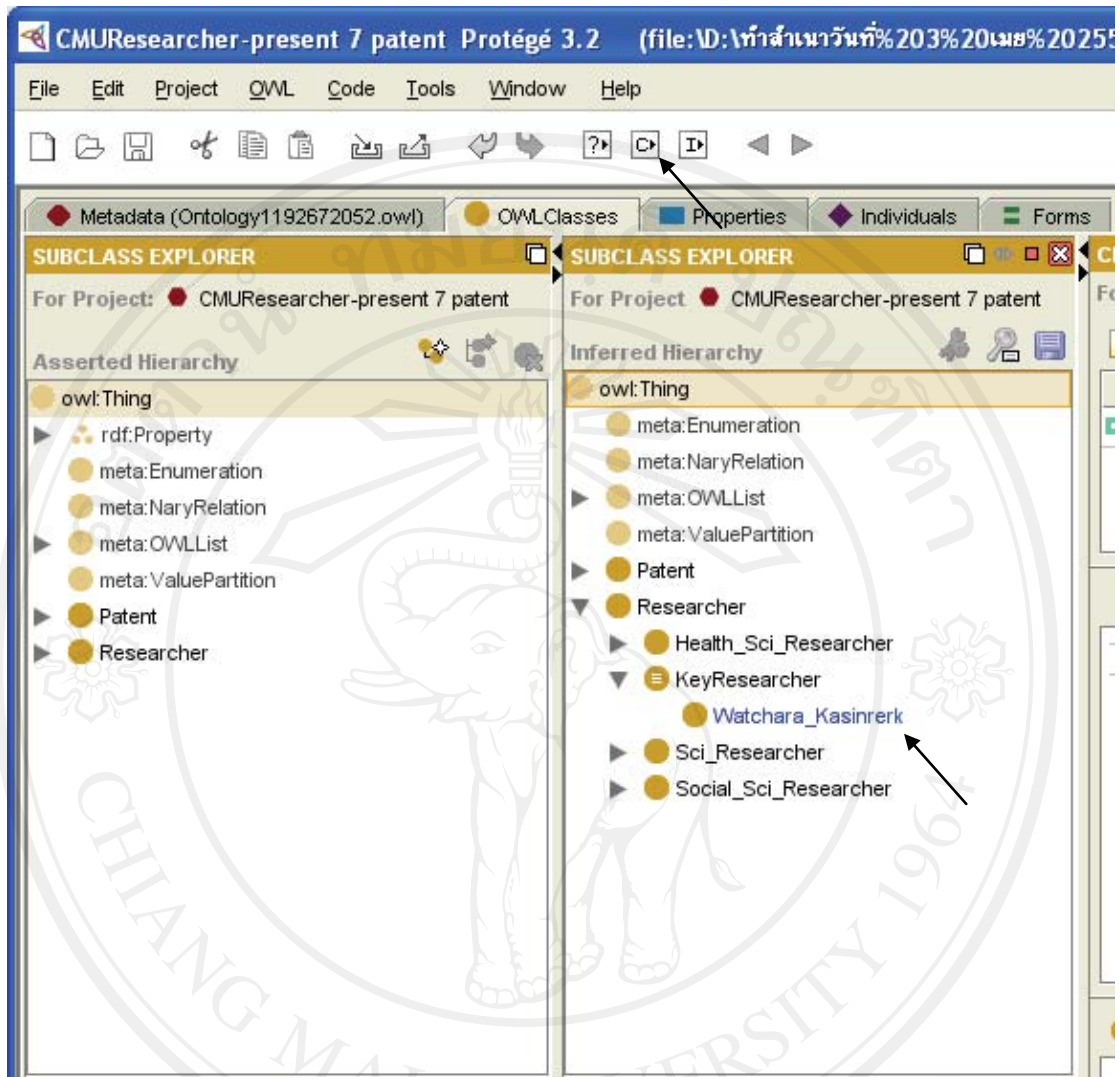 CMUResearcher-present 7 patent Protégé 3.2 (file:\D:\ทำสำเนาวันที่%203%20เมย%20255
File Edit Project OWL Code Tools Window Help
Metadata (Ontology1192672052.owl) OWLClasses Properties Individuals Forms
SUBCLASS EXPLORER
For Project: CMUResearcher-present 7 patent
Asserted Hierarchy
owl:Thing
rdf:Property
meta:Enumeration
meta:NaryRelation
meta:OWLList
meta:ValuePartition
Patent
Researcher
SUBCLASS EXPLORER
For Project CMUResearcher-present 7 patent
Inferred Hierarchy
owl:Thing
meta:Enumeration
meta:NaryRelation
meta:OWLList
meta:ValuePartition
Patent
Researcher
Health_Sci_Researcher
KeyResearcher
Watchara_Kasinrerk
Sci_Researcher
Social_Sci_Researcher